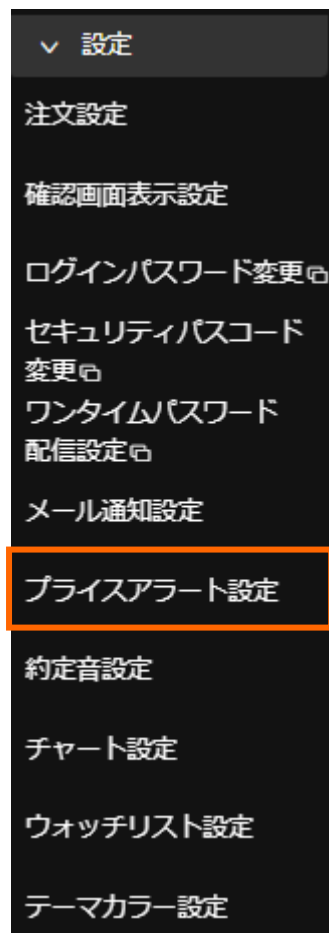 設定
注文設定
確認画面表示設定
ログインパスワード変更
セキュリティパスコード
変更
ワンタイムパスワード
配信設定
メール通知設定
プライスアラート設定
約定音設定
チャート設定
ウォッチリスト設定
テーマカラー設定